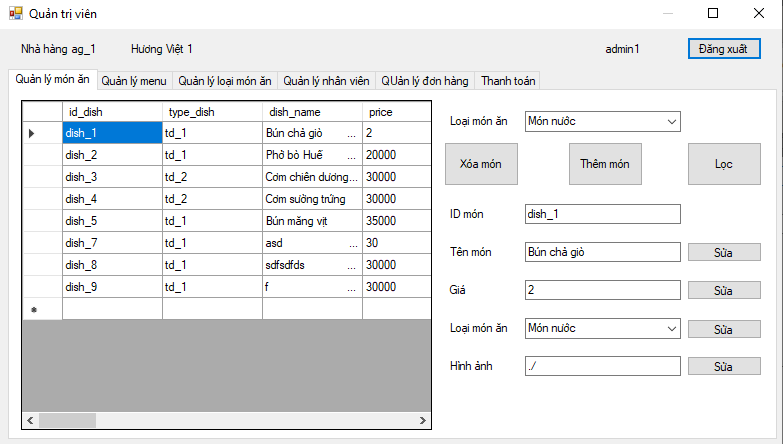 Quản trị viên
Nhà hàng ag_1 Hương Việt 1 admin1 Đăng xuất
Quản lý món ăn Quản lý menu Quản lý loại món ăn Quản lý nhân viên QUản lý đơn hàng Thanh toán
id_dish type_dish dish_name price
dish_1 td_1 Bún chả giò ... 2
dish_2 td_1 Phở bò Huế ... 20000
dish_3 td_2 Cơm chiên dương... 30000
dish_4 td_2 Cơm sường trứng 30000
dish_5 td_1 Bún măng vịt 35000
dish_7 td_1 asd ... 30
dish_8 td_1 sdfsdfds ... 30000
dish_9 td_1 f ... 30000
Loại món ăn Món nước
Xóa món Thêm món Lọc
ID món dish_1
Tên món Bún chả giò Sửa
Giá 2 Sửa
Loại món ăn Món nước Sửa
Hình ảnh ./ Sửa